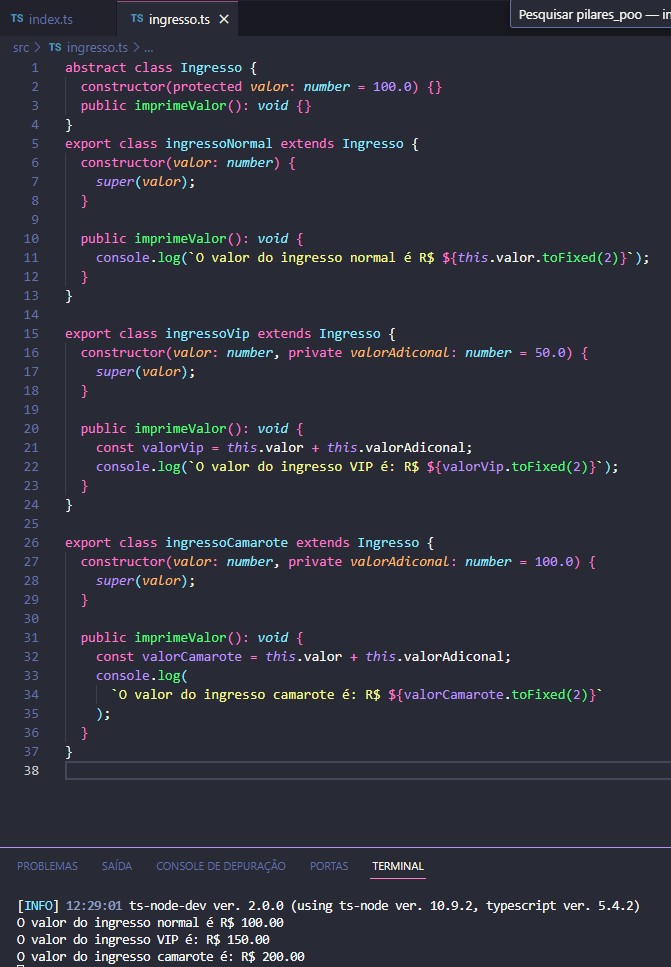 TS index.ts
TS ingresso.ts ×
Pesquisar pilares_poo — in
src > TS ingresso.ts > ...
1 abstract class Ingresso {
2 constructor(protected valor: number = 100.0) {}
3 public imprimeValor(): void {}
4 }
5 export class ingressoNormal extends Ingresso {
6 constructor(valor: number) {
7 super(valor);
8 }
9
10 public imprimeValor(): void {
11 console.log(`O valor do ingresso normal é R$ ${this.valor.toFixed(2)}`);
12 }
13 }
14
15 export class ingressoVip extends Ingresso {
16 constructor(valor: number, private valorAdiconal: number = 50.0) {
17 super(valor);
18 }
19
20 public imprimeValor(): void {
21 const valorVip = this.valor + this.valorAdiconal;
22 console.log(`O valor do ingresso VIP é: R$ ${valorVip.toFixed(2)}`);
23 }
24 }
25
26 export class ingressoCamarote extends Ingresso {
27 constructor(valor: number, private valorAdiconal: number = 100.0) {
28 super(valor);
29 }
30
31 public imprimeValor(): void {
32 const valorCamarote = this.valor + this.valorAdiconal;
33 console.log(
34 `O valor do ingresso camarote é: R$ ${valorCamarote.toFixed(2)}`
35 );
36 }
37 }
38
PROBLEMAS SAÍDA CONSOLE DE DEPURAÇÃO PORTAS TERMINAL
[INFO] 12:29:01 ts-node-dev ver. 2.0.0 (using ts-node ver. 10.9.2, typescript ver. 5.4.2)
O valor do ingresso normal é R$ 100.00
O valor do ingresso VIP é: R$ 150.00
O valor do ingresso camarote é: R$ 200.00